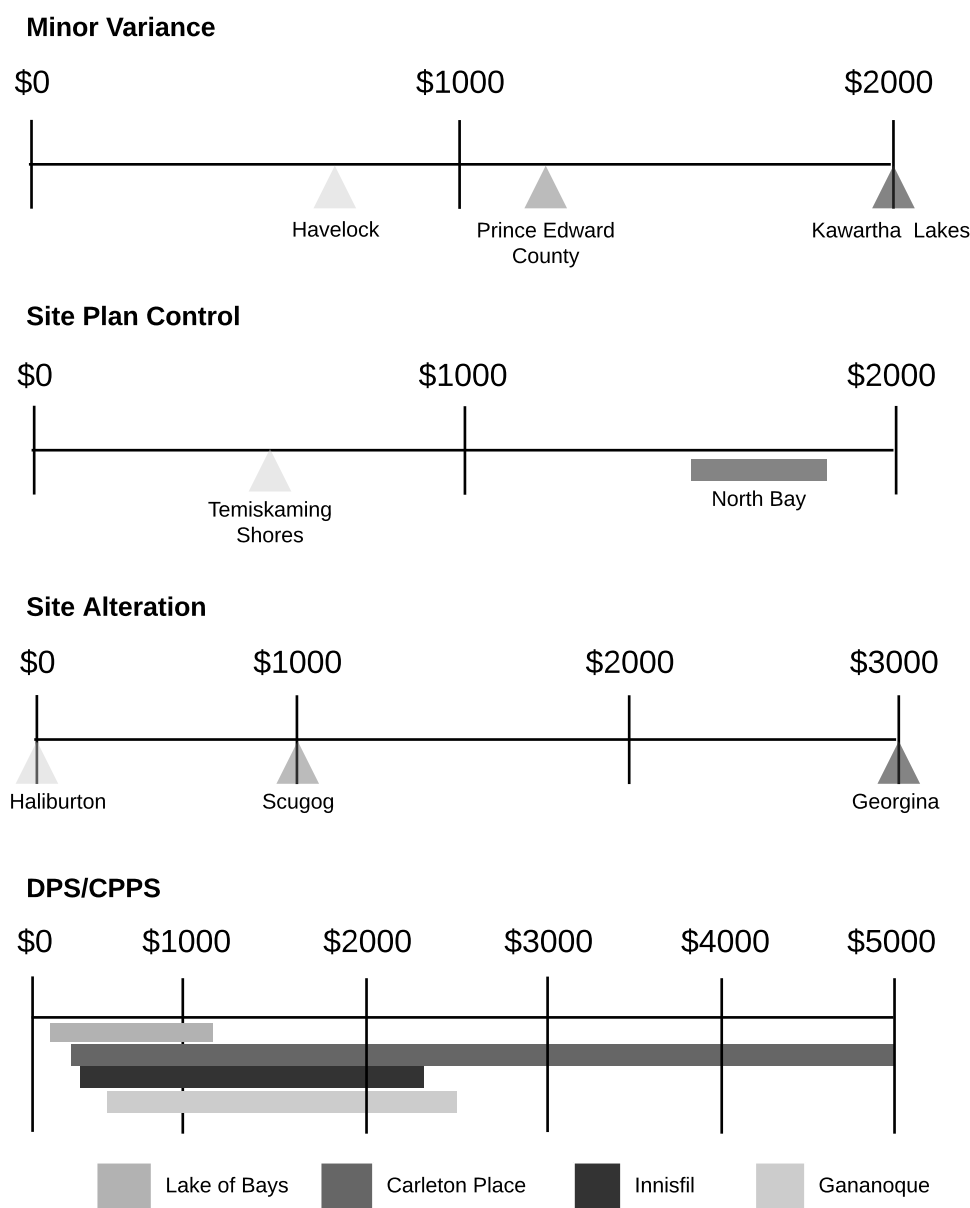 Minor Variance
$0 $1000 $2000
Havelock Prince Edward Kawartha  Lakes
County
Site Plan Control
$0 $1000 $2000
North Bay
Temiskaming
Shores
Site Alteration
$0 $1000 $2000 $3000
Haliburton Scugog Georgina
DPS/CPPS
$0 $1000 $2000 $3000 $4000 $5000
Lake of Bays Carleton Place Innisfil Gananoque